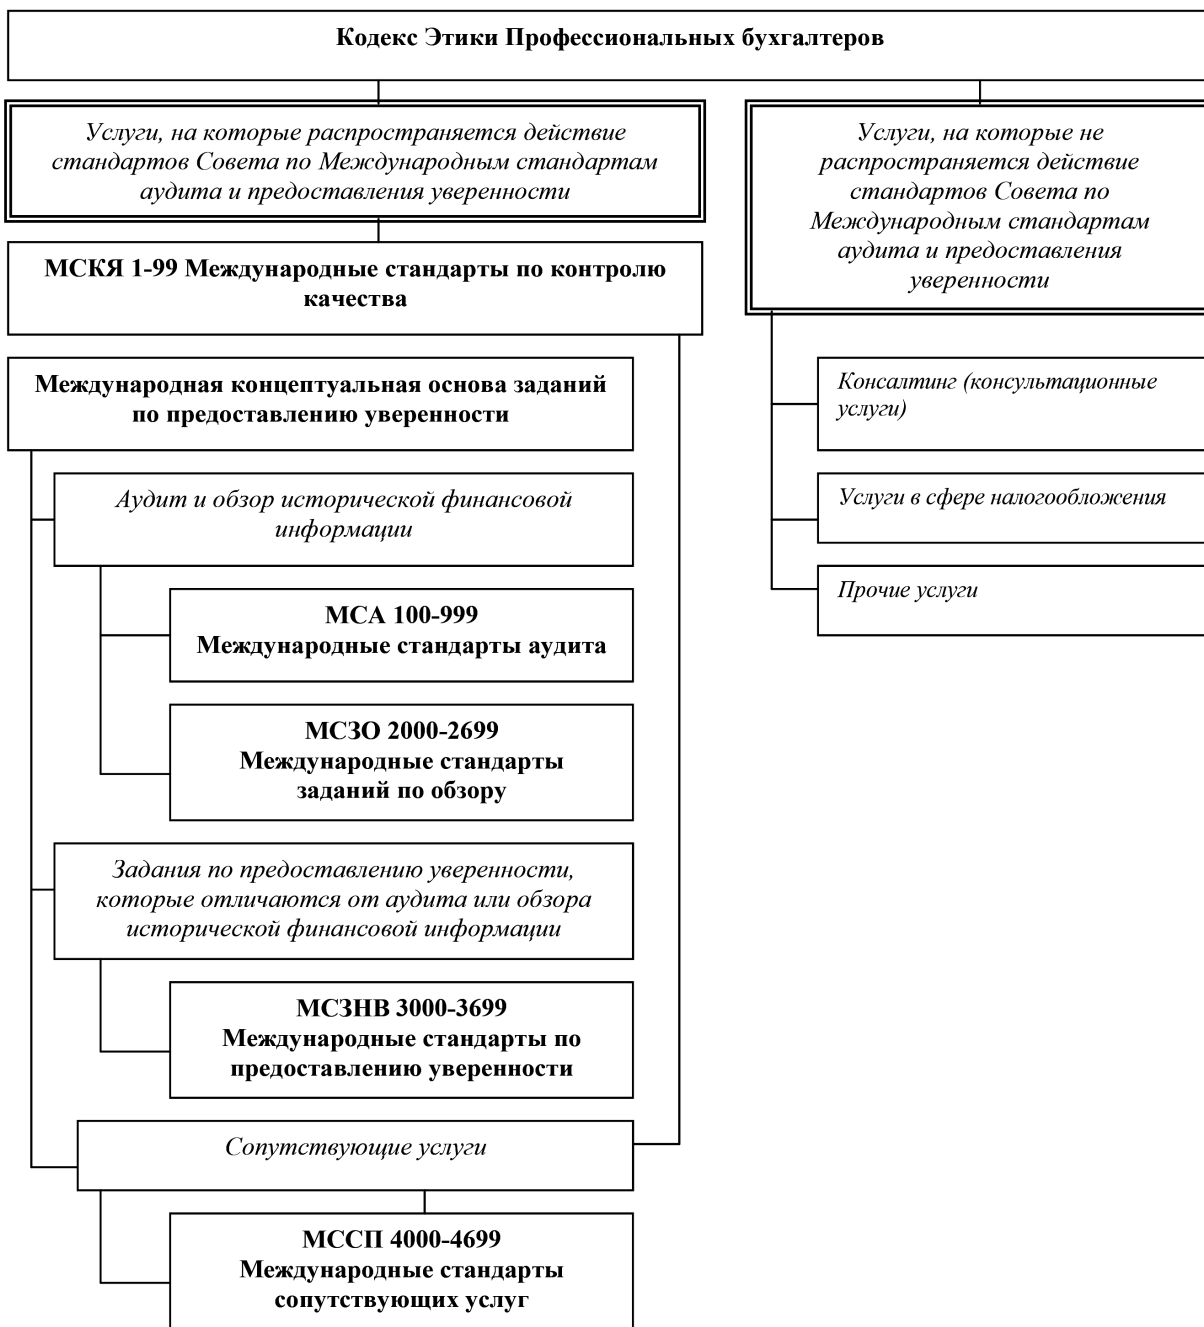 Кодекс Этики Профессиональных бухгалтеров
Услуги, на которые распространяется действие
стандартов Совета по Международным стандартам
аудита и предоставления уверенности
Услуги, на которые не
распространяется действие
стандартов Совета по
Международным стандартам
аудита и предоставления
уверенности
МСКЯ 1-99 Международные стандарты по контролю
качества
Международная концептуальная основа заданий
по предоставлению уверенности
Консалтинг (консультационные
услуги)
Аудит и обзор исторической финансовой
информации
Услуги в сфере налогообложения
Прочие услуги
МСА 100-999
Международные стандарты аудита
МСЗО 2000-2699
Международные стандарты
заданий по обзору
Задания по предоставлению уверенности,
которые отличаются от аудита или обзора
исторической финансовой информации
МСЗНВ 3000-3699
Международные стандарты по
предоставлению уверенности
Сопутствующие услуги
МССП 4000-4699
Международные стандарты
сопутствующих услуг